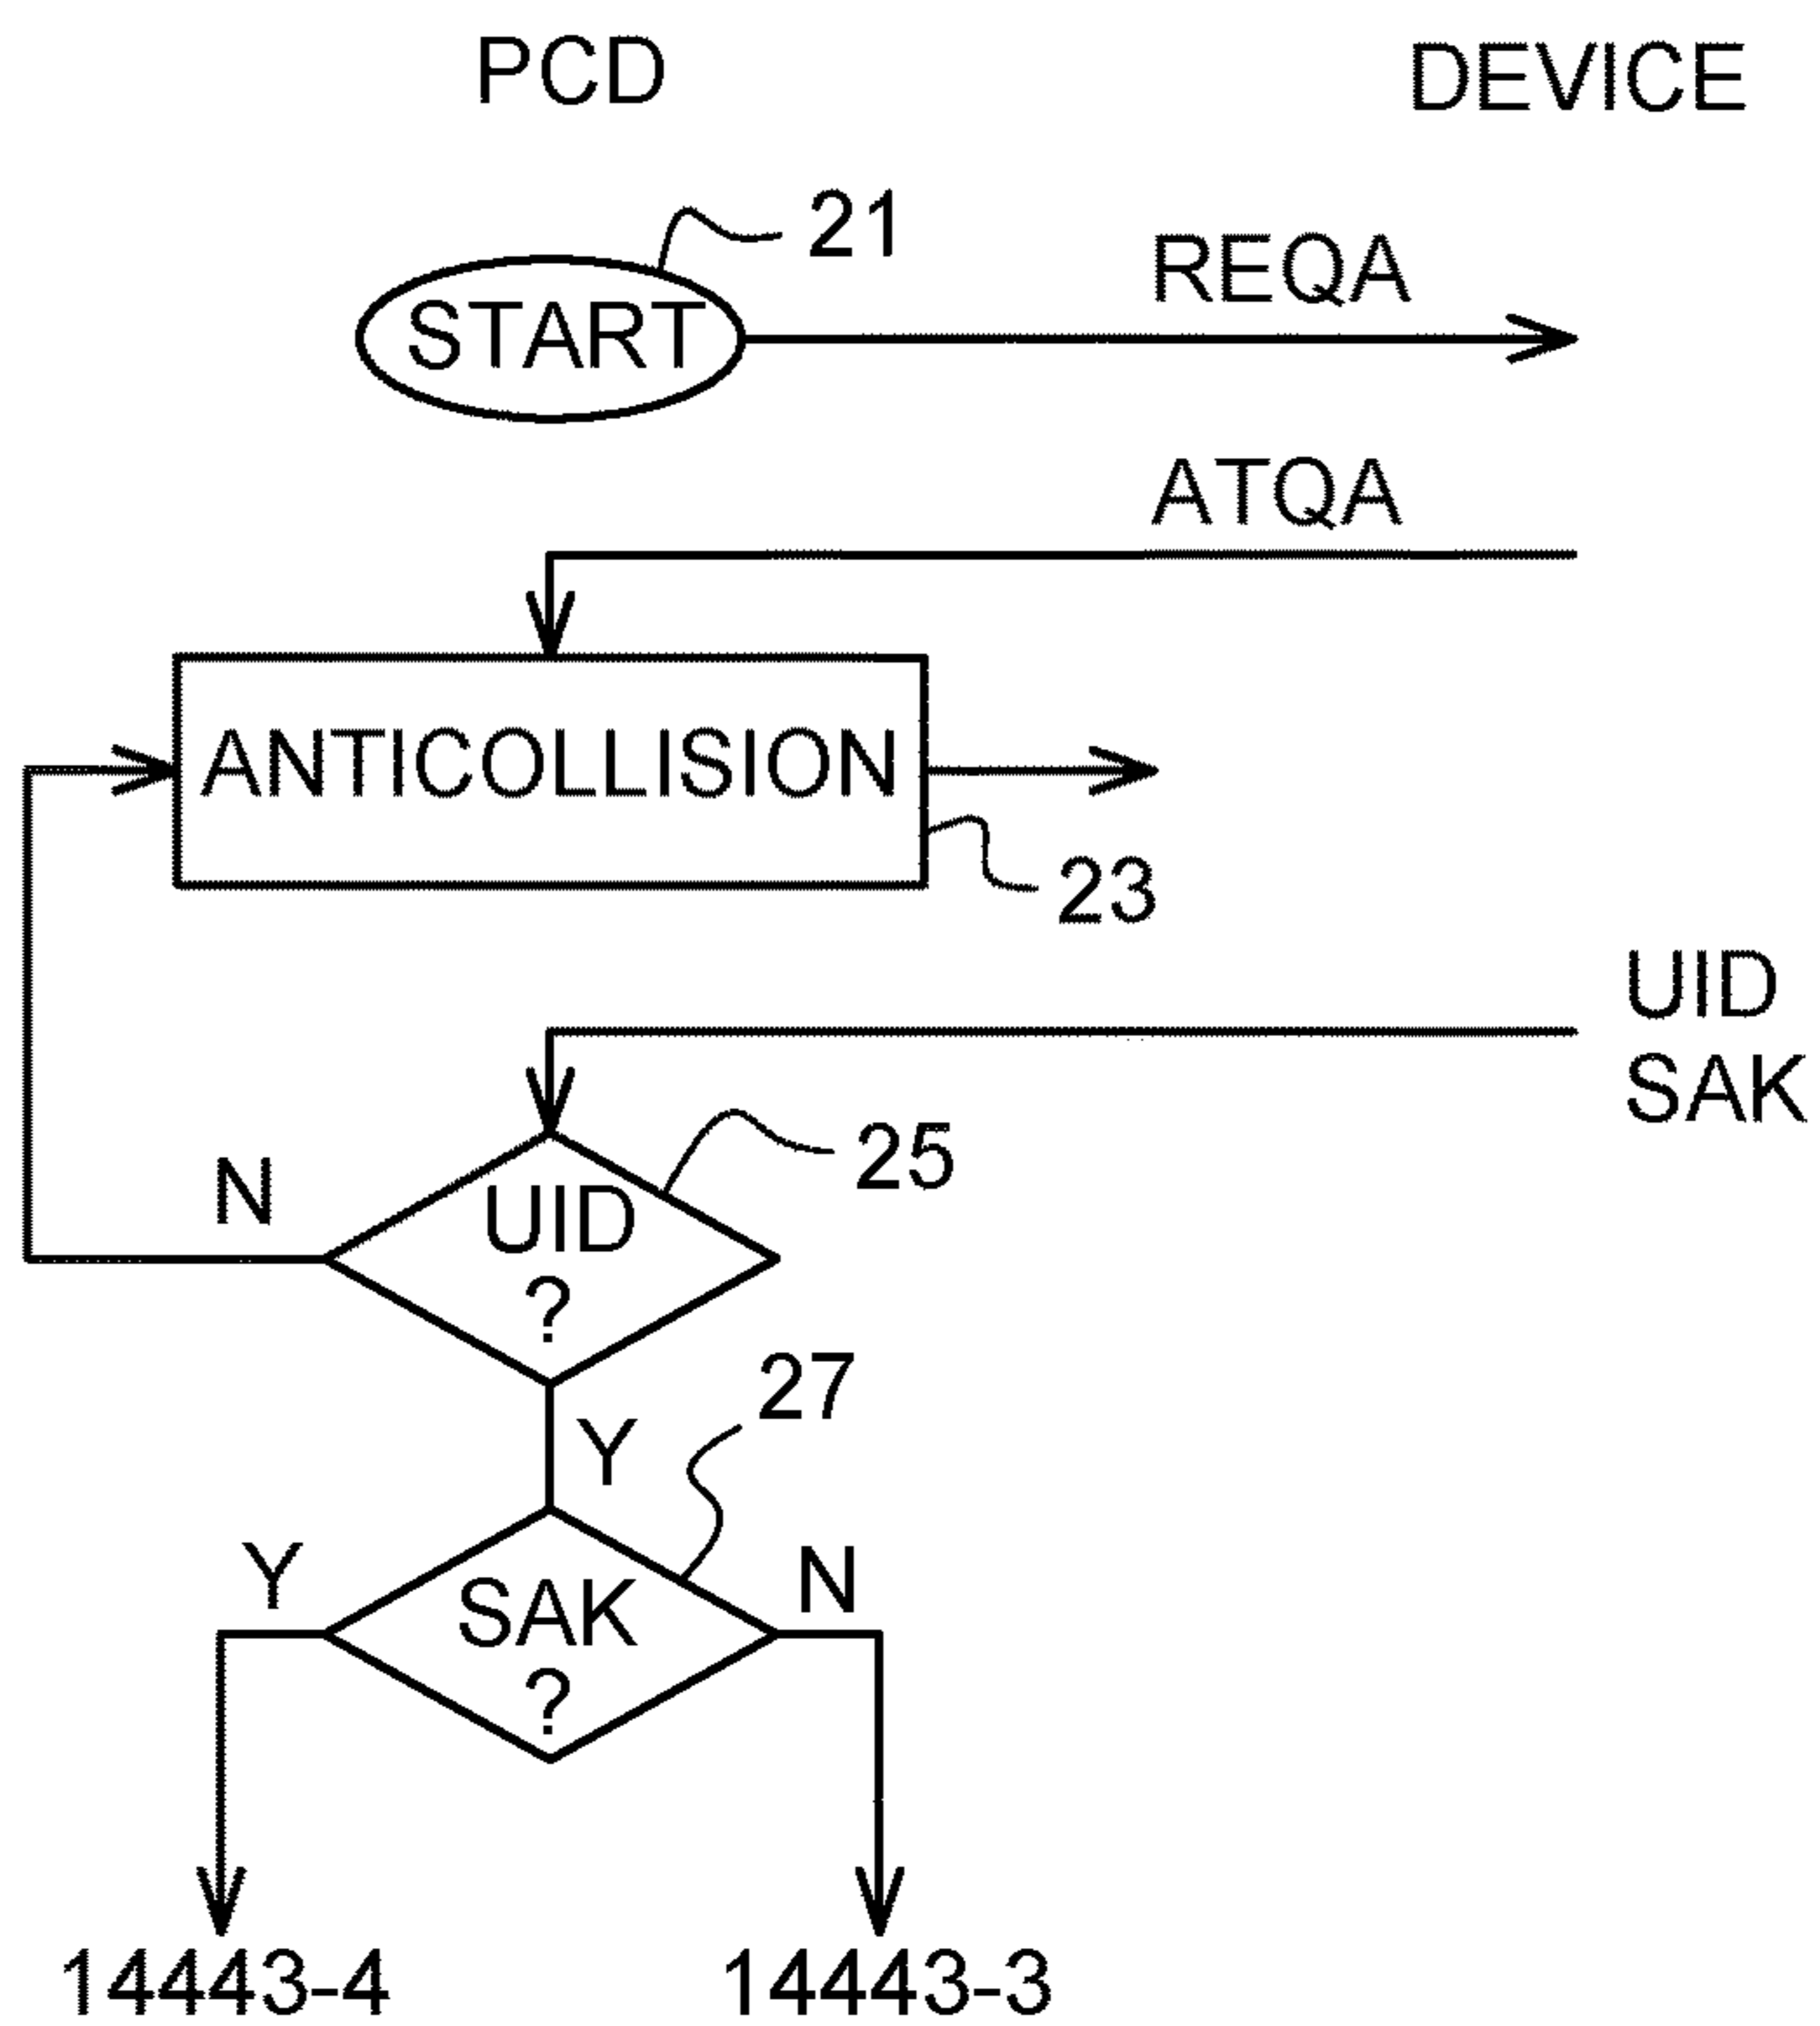 PCD
DEVICE
21
REQA
START
ATQA
ANTICOLLISION
23
UID
SAK
25
N
UID
?
27
Y
Y
N
SAK
?
14443-4
14443-3